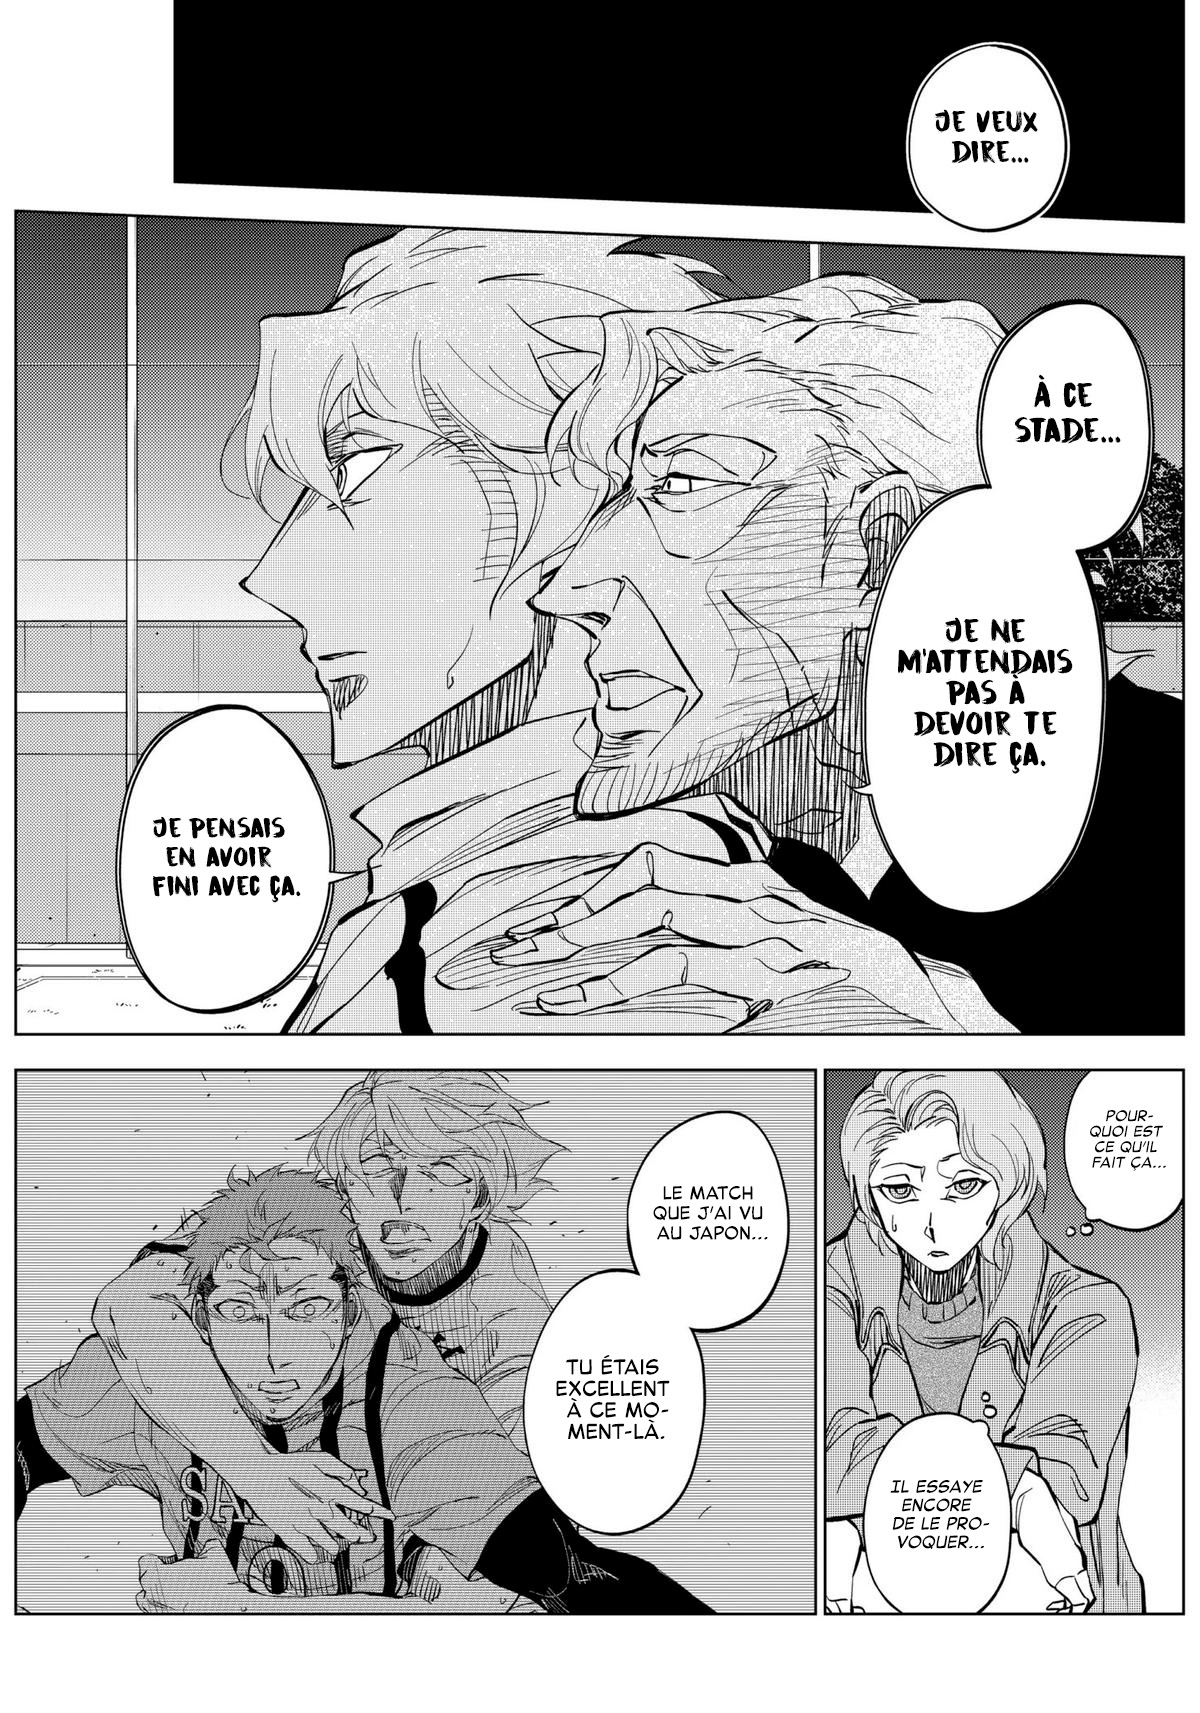 JE VEUX
DIRE...
À CE
STADE...
JE NE
M'ATTENDAIS
PAS À
DEVOIR TE
DIRE ÇA.
JE PENSAIS
EN AVOIR
FINI AVEC ÇA.
POUR-
QUOI EST
CE QU'IL
FAIT ÇA...
IL ESSAYE
ENCORE
DE LE PRO-
VOQUER...
LE MATCH
QUE J'AI VU
AU JAPON...
TU ÉTAIS
EXCELLENT
À CE MO-
MENT-LÀ.
SA